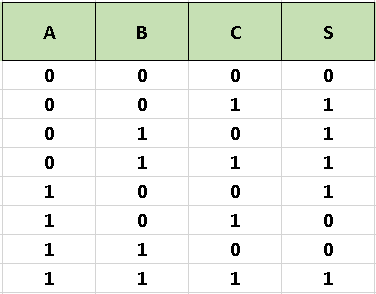 A B C S
0 0 0 0
0 0 1 1
0 1 0 1
0 1 1 1
1 0 0 1
1 0 1 0
1 1 0 0
1 1 1 1